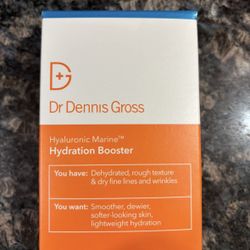 Dr Dennis Gross
Hyaluronic Marine™
Hydration Booster
You have: Dehydrated, rough texture
& dry fine lines and wrinkles
You want: Smoother, dewier,
softer-looking skin,
lightweight hydration